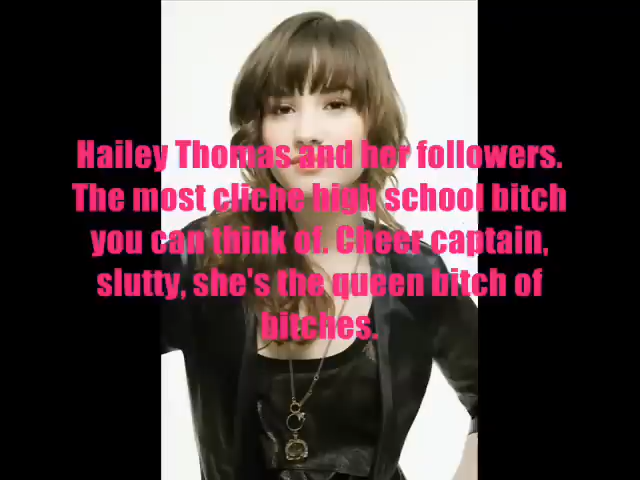 Hailey Thomas and her followers.
The most cliche high school bitch
you can think of. Cheer captain,
slutty, she's the queen bitch of
bitches.